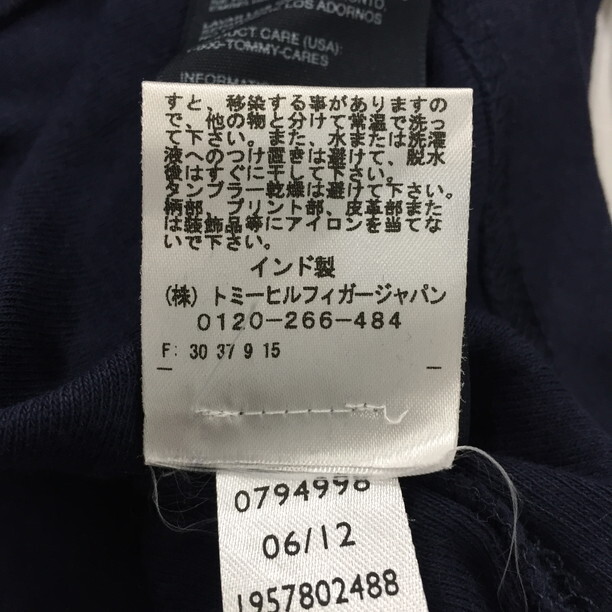 LOS ADORNOS
CARE (USA):
TOMMY-CARES
INFORMATI
すと、移染する事がありますの
で、他の物と分けて常温で洗っ
て下さい。また、水または洗濯
液へのつけ置きは避けて、脱水
後はすぐに干して下さい。
タンブラー乾燥は避けて下さい。
柄部、プリント部、皮革部また
は装飾品等にアイロンを当てな
いで下さい。
インド製
(株) トミーヒルフィガージャパン
0120-266-484
F: 30 37 9 15
0794998
06/12
1957802488